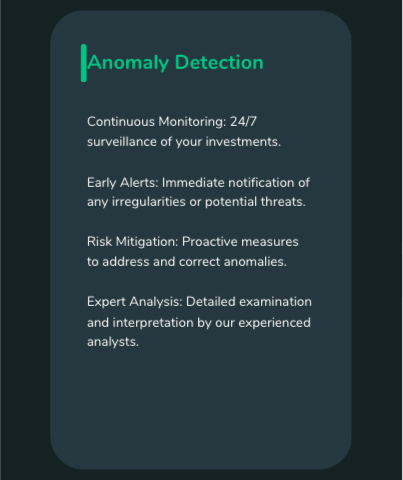 Anomaly Detection
Continuous Monitoring: 24/7
surveillance of your investments.
Early Alerts: Immediate notification of
any irregularities or potential threats.
Risk Mitigation: Proactive measures
to address and correct anomalies.
Expert Analysis: Detailed examination
and interpretation by our experienced
analysts.